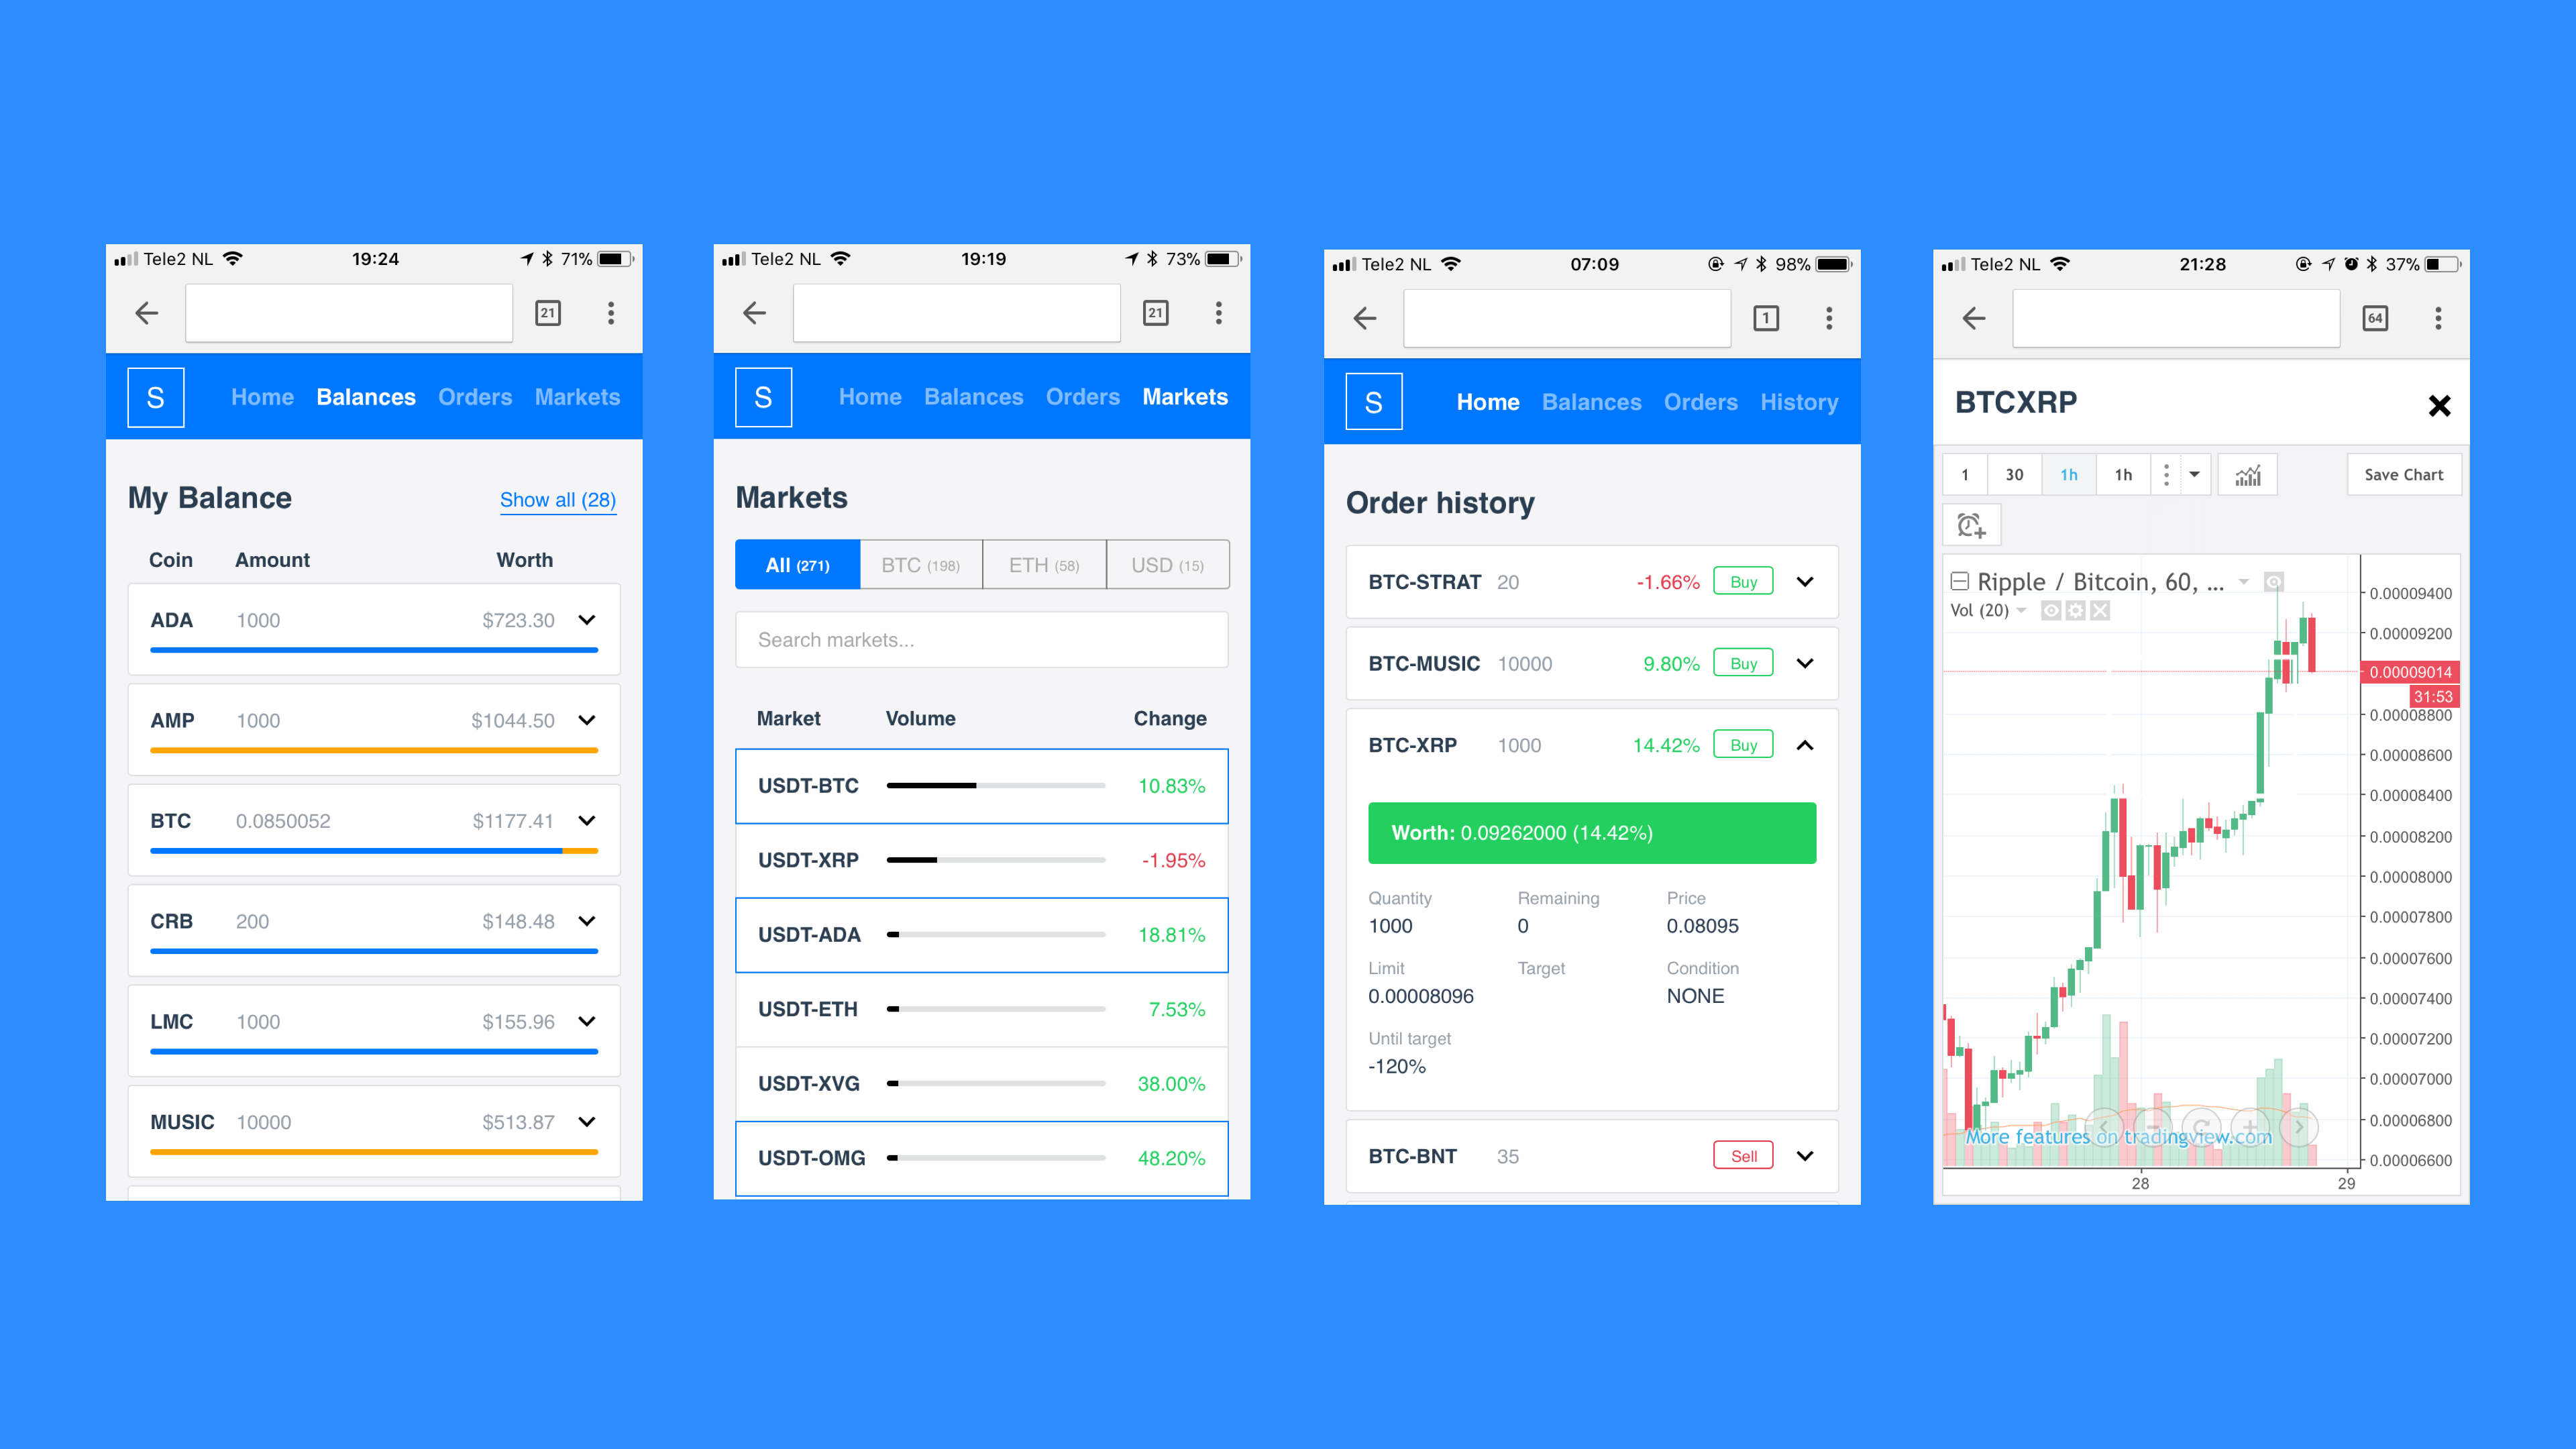 Tele2 NL 19:24 71%
21
S Home Balances Orders Markets
My Balance Show all (28)
Coin Amount Worth
ADA 1000 $723.30
AMP 1000 $1044.50
BTC 0.0850052 $1177.41
CRB 200 $148.48
LMC 1000 $155.96
MUSIC 10000 $513.87
Tele2 NL 19:19 73%
21
S Home Balances Orders Markets
Markets
All (271) BTC (198) ETH (58) USD (15)
Search markets...
Market Volume Change
USDT-BTC 10.83%
USDT-XRP -1.95%
USDT-ADA 18.81%
USDT-ETH 7.53%
USDT-XVG 38.00%
USDT-OMG 48.20%
Tele2 NL 07:09 98%
1
S Home Balances Orders History
Order history
BTC-STRAT 20 -1.66% Buy
BTC-MUSIC 10000 9.80% Buy
BTC-XRP 1000 14.42% Buy
Worth: 0.09262000 (14.42%)
Quantity Remaining Price
1000 0 0.08095
Limit Target Condition
0.00008096 NONE
Until target
-120%
BTC-BNT 35 Sell
Tele2 NL 21:28 37%
64
BTCXRP
1 30 1h 1h Save Chart
Ripple / Bitcoin, 60, ...
Vol (20)
0.00009400
0.00009200
0.00009014
31:53
0.00008800
0.00008600
0.00008400
0.00008200
0.00008000
0.00007800
0.00007600
0.00007400
0.00007200
0.00007000
0.00006800
More features on tradingview.com
0.00006600
28 29